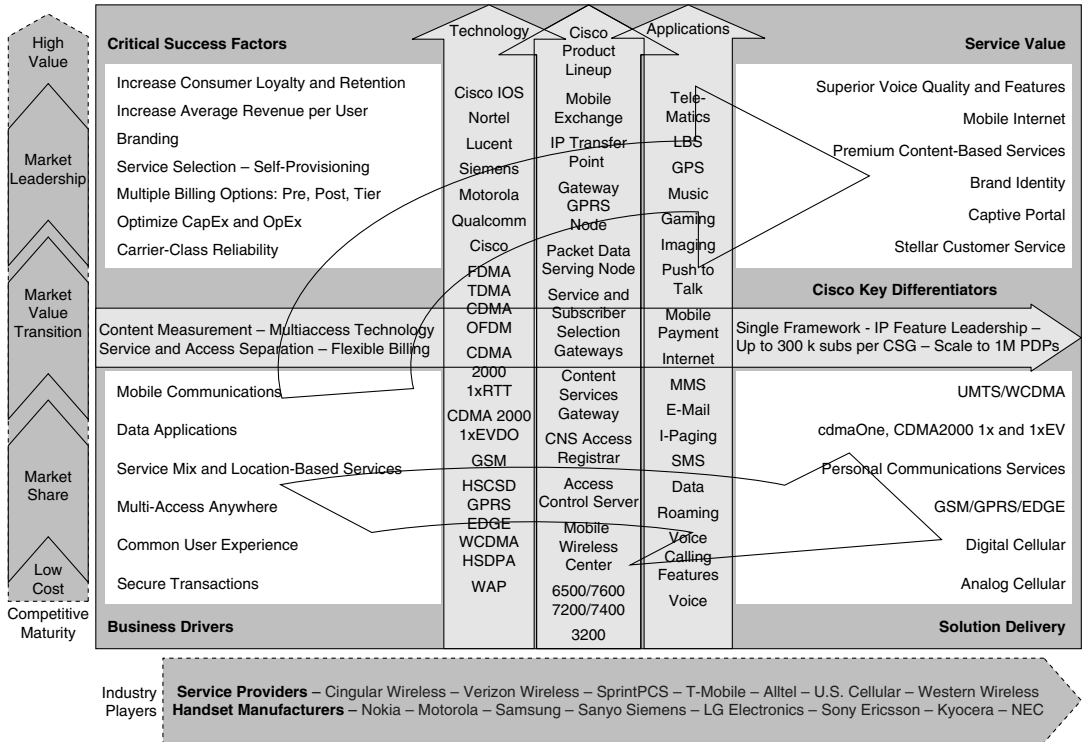 High
Value
Market
Leadership
Market
Value
Transition
Market
Share
Low
Cost
Competitive
Maturity
Critical Success Factors
Increase Consumer Loyalty and Retention
Increase Average Revenue per User
Branding
Service Selection – Self-Provisioning
Multiple Billing Options: Pre, Post, Tier
Optimize CapEx and OpEx
Carrier-Class Reliability
Content Measurement – Multiaccess Technology
Service and Access Separation – Flexible Billing
Mobile Communications
Data Applications
Service Mix and Location-Based Services
Multi-Access Anywhere
Common User Experience
Secure Transactions
Business Drivers
Technology
Cisco IOS
Nortel
Lucent
Siemens
Motorola
Qualcomm
Cisco
FDMA
TDMA
CDMA
OFDM
CDMA
2000
1xRTT
CDMA 2000
1xEVDO
GSM
HSCSD
GPRS
EDGE
WCDMA
HSDPA
WAP
Cisco
Product
Lineup
Mobile
Exchange
IP Transfer
Point
Gateway
GPRS
Node
Packet Data
Serving Node
Service and
Subscriber
Selection
Gateways
Content
Services
Gateway
CNS Access
Registrar
Access
Control Server
Mobile
Wireless
Center
6500/7600
7200/7400
3200
Applications
Tele-
Matics
LBS
GPS
Music
Gaming
Imaging
Push to
Talk
Mobile
Payment
Internet
MMS
E-Mail
I-Paging
SMS
Data
Roaming
Voice
Calling
Features
Voice
Service Value
Superior Voice Quality and Features
Mobile Internet
Premium Content-Based Services
Brand Identity
Captive Portal
Stellar Customer Service
Cisco Key Differentiators
Single Framework - IP Feature Leadership –
Up to 300 k subs per CSG – Scale to 1M PDPs
UMTS/WCDMA
cdmaOne, CDMA2000 1x and 1xEV
Personal Communications Services
GSM/GPRS/EDGE
Digital Cellular
Analog Cellular
Solution Delivery
Industry
Players
Service Providers – Cingular Wireless – Verizon Wireless – SprintPCS – T-Mobile – Alltel – U.S. Cellular – Western Wireless
Handset Manufacturers – Nokia – Motorola – Samsung – Sanyo Siemens – LG Electronics – Sony Ericsson – Kyocera – NEC